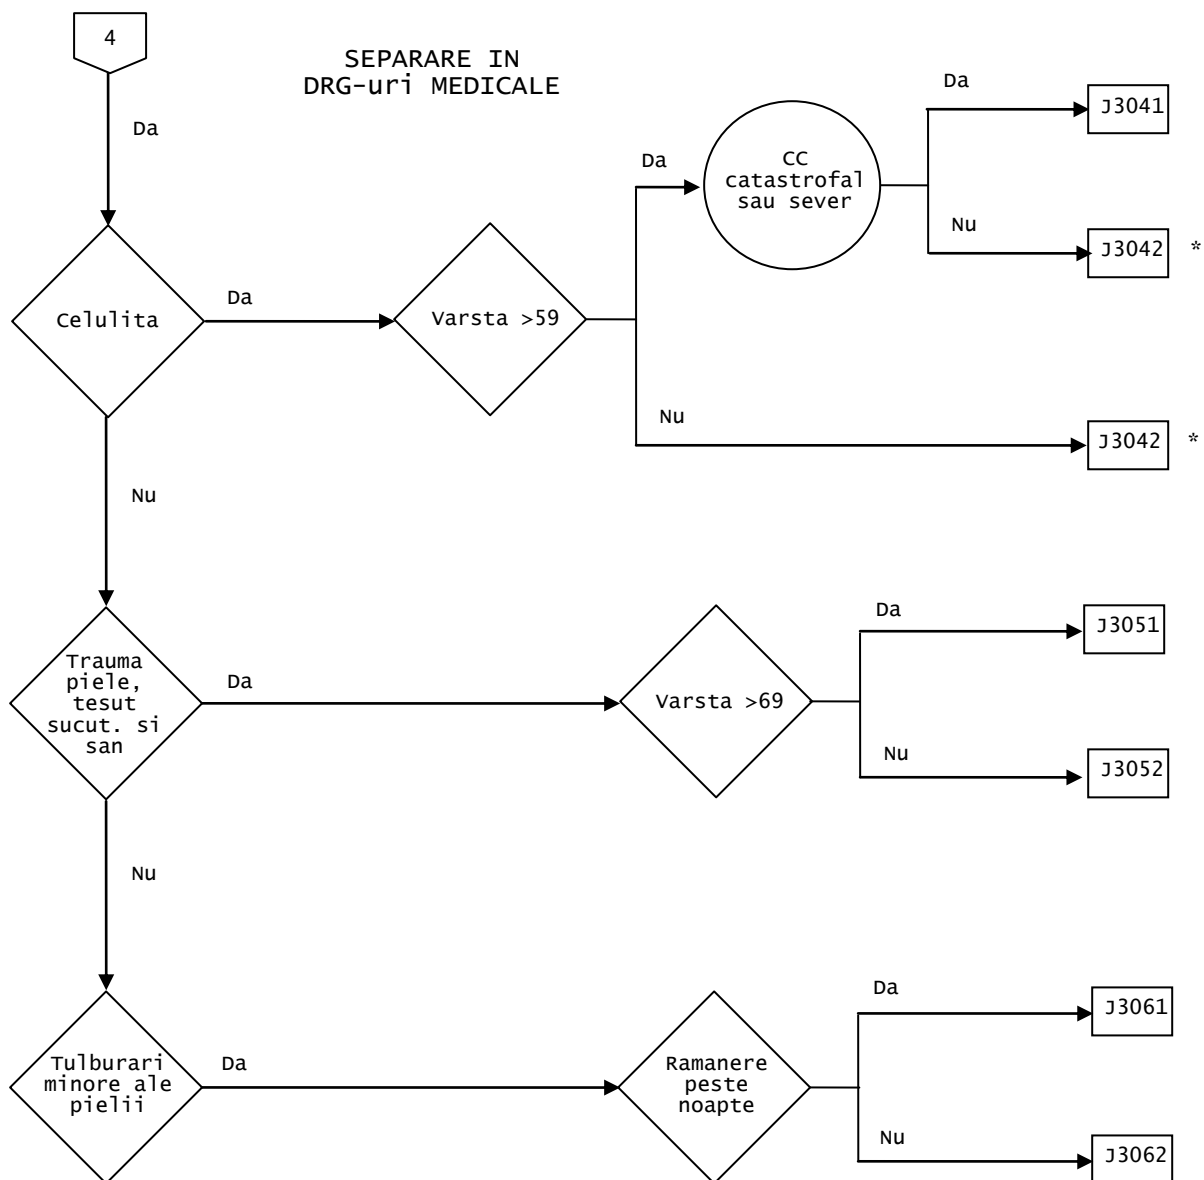 4
SEPARARE IN
DRG-uri MEDICALE
Da
Da
J3041
CC
catastrofal
sau sever
Da
Nu
J3042 *
Celulita
Da
Varsta >59
Nu
J3042 *
Nu
Trauma
piele,
tesut
sucut. si
san
Da
Varsta >69
Da
J3051
Nu
J3052
Nu
Tulburari
minore ale
pielii
Da
Ramanere
peste
noapte
Da
J3061
Nu
J3062